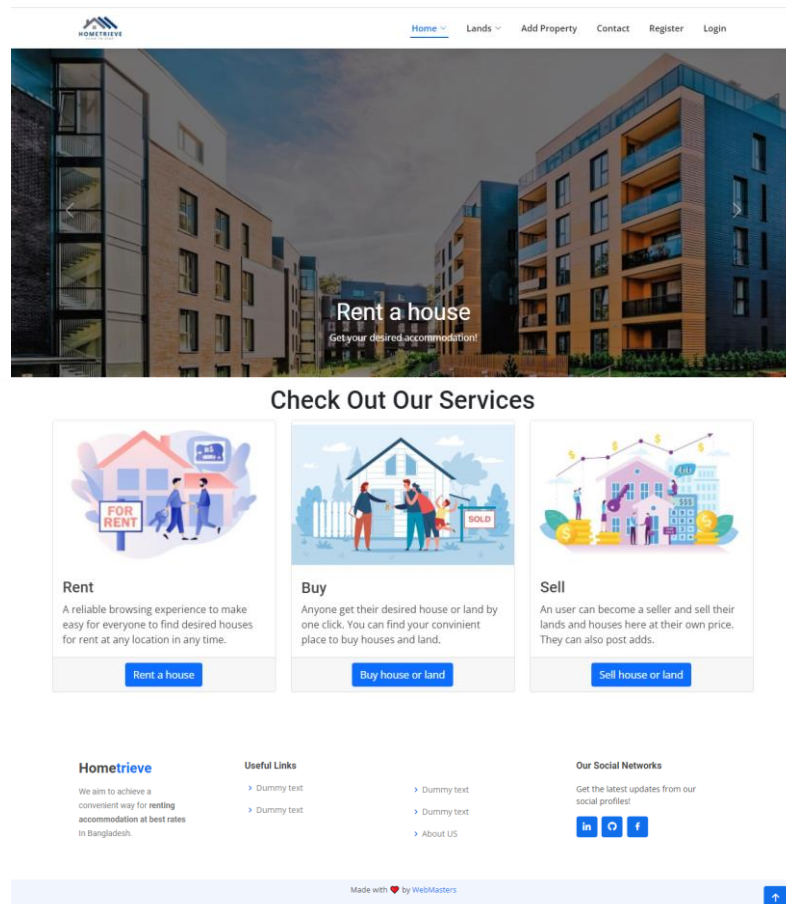 HOMETRIEVE
Home Lands Add Property Contact Register Login
Rent a house
Get your desired accommodation!
Check Out Our Services
FOR
RENT
SOLD
$ $ $ $
$$$
Rent
A reliable browsing experience to make
easy for everyone to find desired houses
for rent at any location in any time.
Rent a house
Buy
Anyone get their desired house or land by
one click. You can find your convinient
place to buy houses and land.
Buy house or land
Sell
An user can become a seller and sell their
lands and houses here at their own price.
They can also post adds.
Sell house or land
Hometrieve
We aim to achieve a
convenient way for renting
accommodation at best rates
in Bangladesh.
Useful Links
Dummy text
Dummy text
Dummy text
Dummy text
About US
Our Social Networks
Get the latest updates from our
social profiles!
in f
Made with ❤ by WebMasters